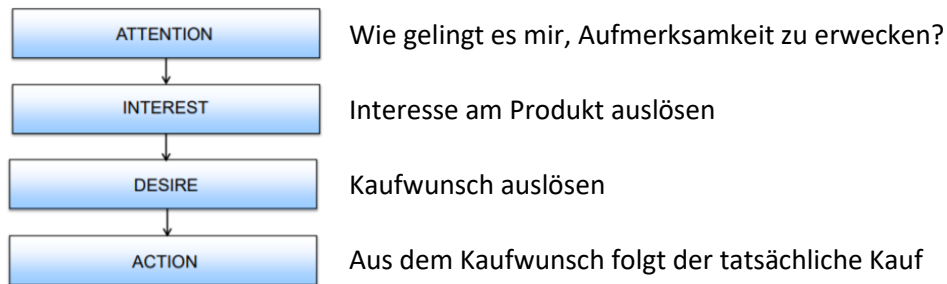 ATTENTION Wie gelingt es mir, Aufmerksamkeit zu erwecken?
INTEREST Interesse am Produkt auslösen
DESIRE Kaufwunsch auslösen
ACTION Aus dem Kaufwunsch folgt der tatsächliche Kauf